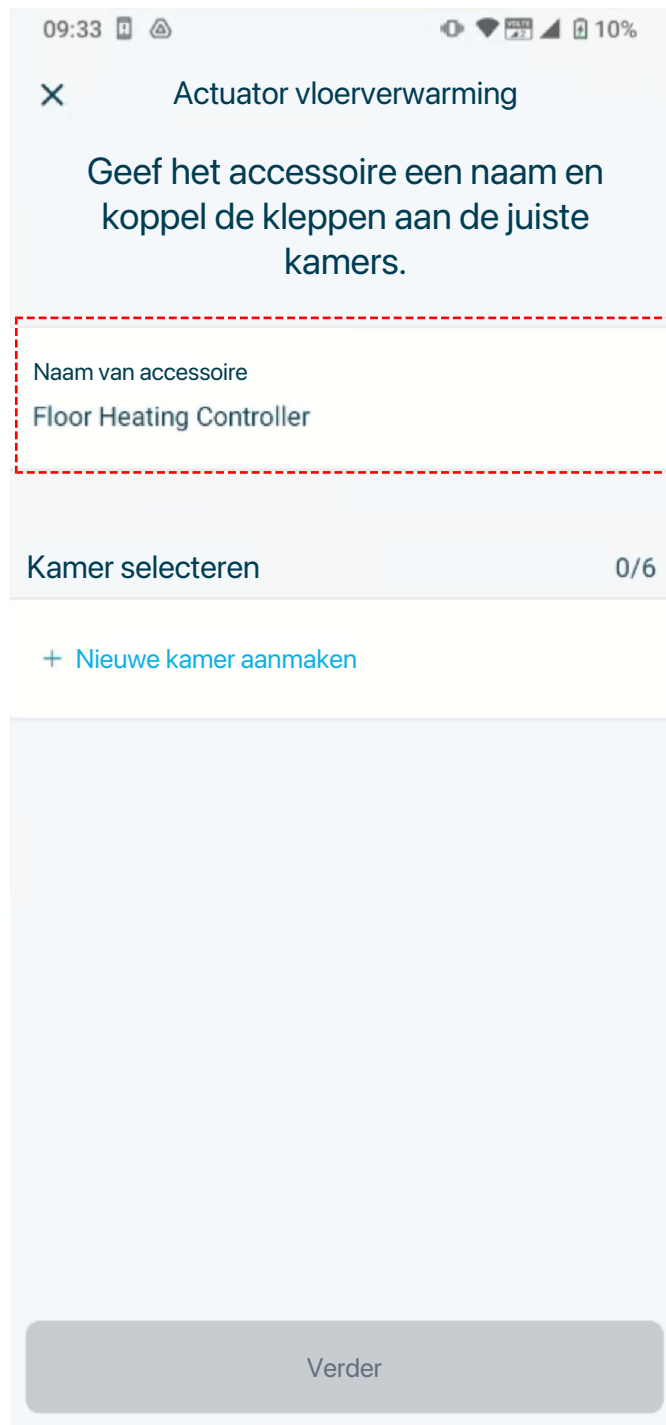 09:33
10%
Actuator vloerverwarming
Geef het accessoire een naam en
koppel de kleppen aan de juiste
kamers.
Naam van accessoire
Floor Heating Controller
Kamer selecteren 0/6
+ Nieuwe kamer aanmaken
Verder